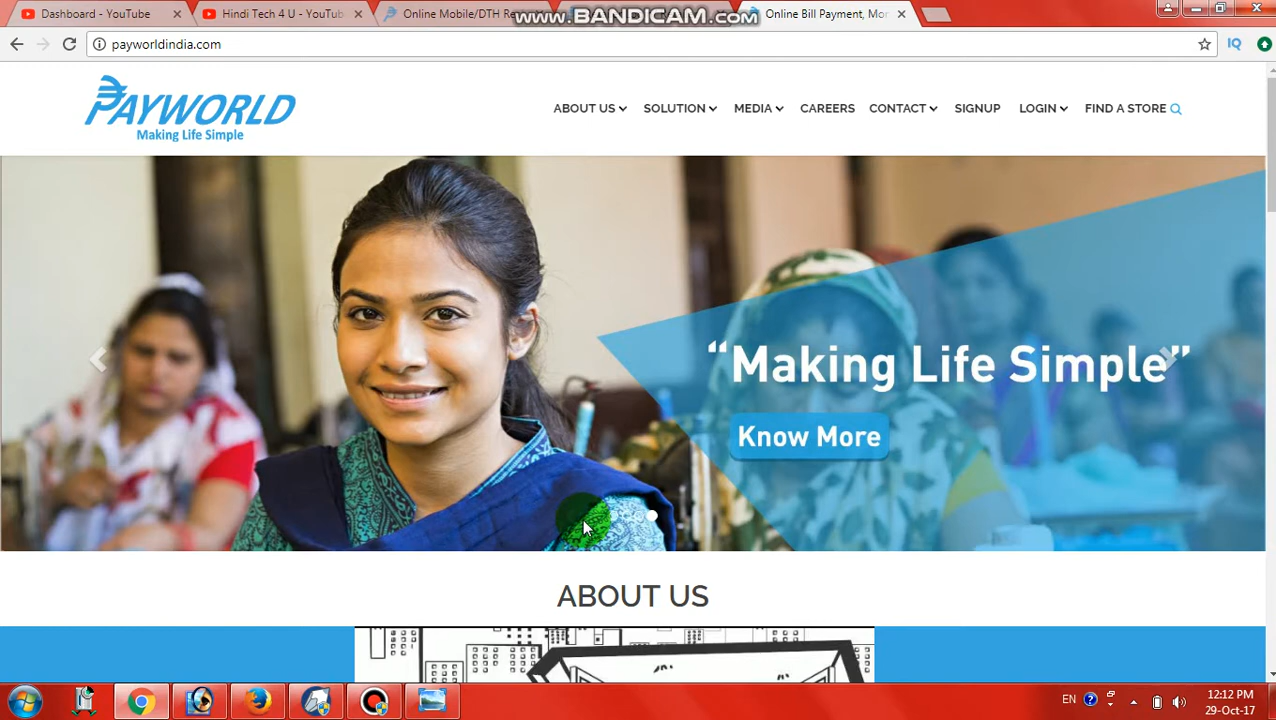 Dashboard - YouTube
Hindi Tech 4 U - YouTu
Online Mobile/DTH Re
www.BANDICAM.com
Online Bill Payment, Mor
payworldindia.com
PAYWORLD
Making Life Simple
ABOUT US
SOLUTION
MEDIA
CAREERS
CONTACT
SIGNUP
LOGIN
FIND A STORE
“Making Life Simple”
Know More
ABOUT US
EN
12:12 PM
29-Oct-17